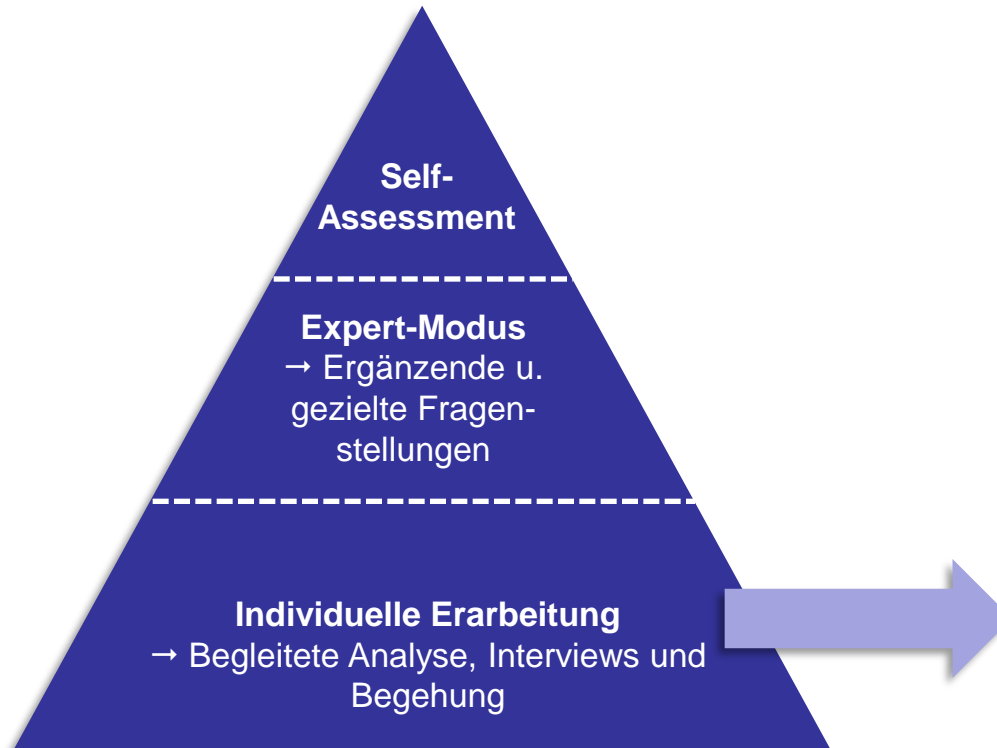 Self-
Assessment
Expert-Modus
→ Ergänzende u.
gezielte Fragen-
stellungen
Individuelle Erarbeitung
→ Begleitete Analyse, Interviews und
Begehung